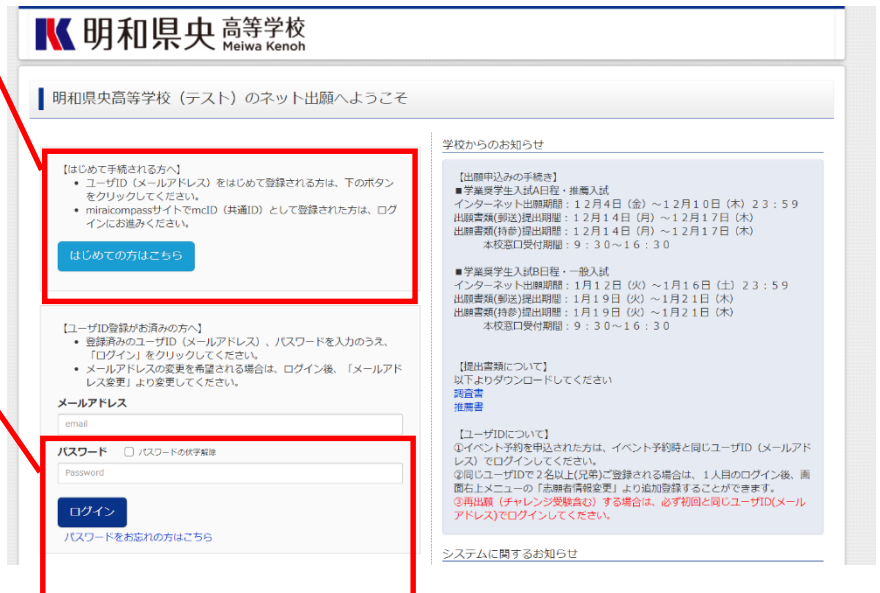 明和県央 高等学校
Meiwa Kenoh
明和県央高等学校（テスト）のネット出願へようこそ
【はじめて手続される方へ】
• ユーザID（メールアドレス）をはじめて登録される方は、下のボタン
をクリックしてください。
• miraicompassサイトでmcID（共通ID）として登録された方は、ログ
インにお進みください。
はじめての方はこちら
【ユーザID登録がお済みの方へ】
• 登録済みのユーザID（メールアドレス）、パスワードを入力のうえ、
「ログイン」をクリックしてください。
• メールアドレスの変更を希望される場合は、ログイン後、「メールアド
レス変更」より変更してください。
メールアドレス
email
パスワード パスワードの伏字解除
Password
ログイン
パスワードをお忘れの方はこちら
学校からのお知らせ
【出願申込みの手続き】
■学業奨学生入試A日程・推薦入試
インターネット出願期間：１２月４日（金）～１２月１０日（木）２３：５９
出願書類(郵送)提出期間：１２月１４日（月）～１２月１７日（木）
出願書類(持参)提出期間：１２月１４日（月）～１２月１７日（木）
本校窓口受付期間：９：３０～１６：３０
■学業奨学生入試B日程・一般入試
インターネット出願期間：１月１２日（火）～１月１６日（土）２３：５９
出願書類(郵送)提出期間：１月１９日（火）～１月２１日（木）
出願書類(持参)提出期間：１月１９日（火）～１月２１日（木）
本校窓口受付期間：９：３０～１６：３０
【提出書類について】
以下よりダウンロードしてください
調査書
推薦書
【ユーザIDについて】
①イベント予約を申込された方は、イベント予約時と同じユーザID（メールアド
レス）でログインしてください。
②同じユーザIDで２名以上(兄弟)ご登録される場合は、１人目のログイン後、画
面右上メニューの「志願者情報変更」より追加登録することができます。
③再出願（チャレンジ受験含む）する場合は、必ず初回と同じユーザID(メール
アドレス)でログインしてください。
システムに関するお知らせ